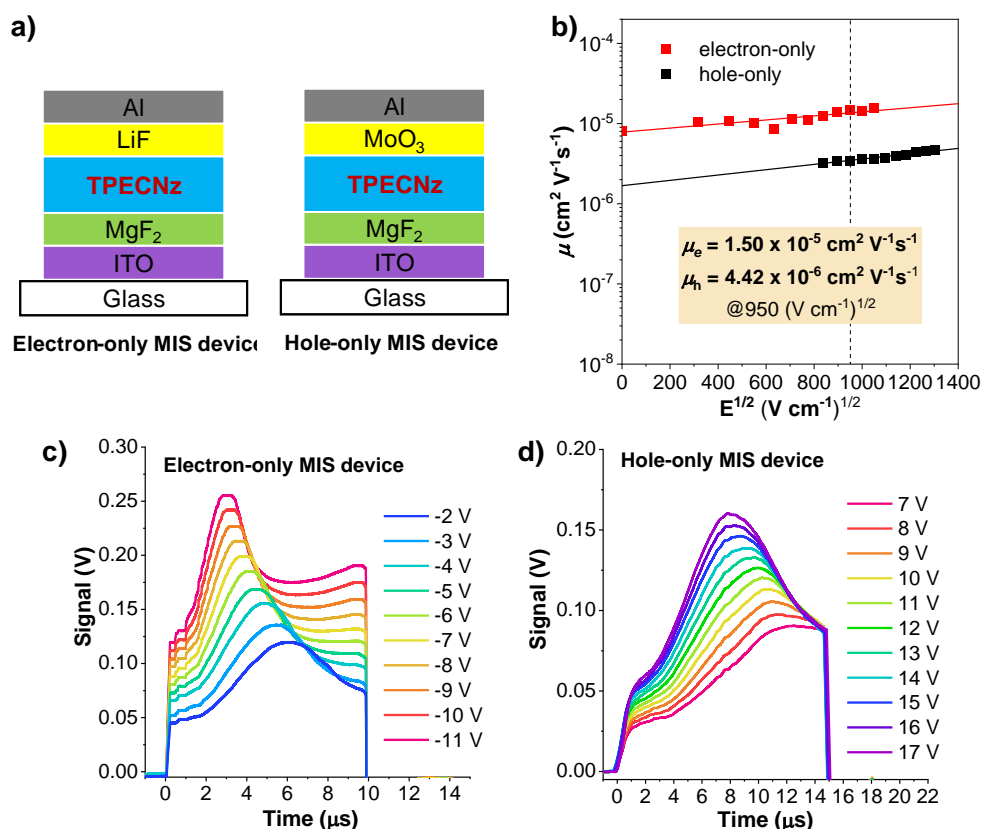 a)
Al
LiF
TPECNz
MgF₂
ITO
Glass
Electron-only MIS device
Al
MoO₃
TPECNz
MgF₂
ITO
Glass
Hole-only MIS device
b)
10⁻⁴
10⁻⁵
10⁻⁶
10⁻⁷
10⁻⁸
μ (cm² V⁻¹s⁻¹)
electron-only
hole-only
μₑ = 1.50 x 10⁻⁵ cm² V⁻¹s⁻¹
μₕ = 4.42 x 10⁻⁶ cm² V⁻¹s⁻¹
@950 (V cm⁻¹)¹ᐟ²
0 200 400 600 800 1000 1200 1400
E¹ᐟ² (V cm⁻¹)¹ᐟ²
c)
Electron-only MIS device
0.30
0.25
0.20
0.15
0.10
0.05
0.00
Signal (V)
-2 V
-3 V
-4 V
-5 V
-6 V
-7 V
-8 V
-9 V
-10 V
-11 V
0 2 4 6 8 10 12 14
Time (μs)
d)
Hole-only MIS device
0.20
0.15
0.10
0.05
0.00
Signal (V)
7 V
8 V
9 V
10 V
11 V
12 V
13 V
14 V
15 V
16 V
17 V
0 2 4 6 8 10 12 14 16 18 20 22
Time (μs)